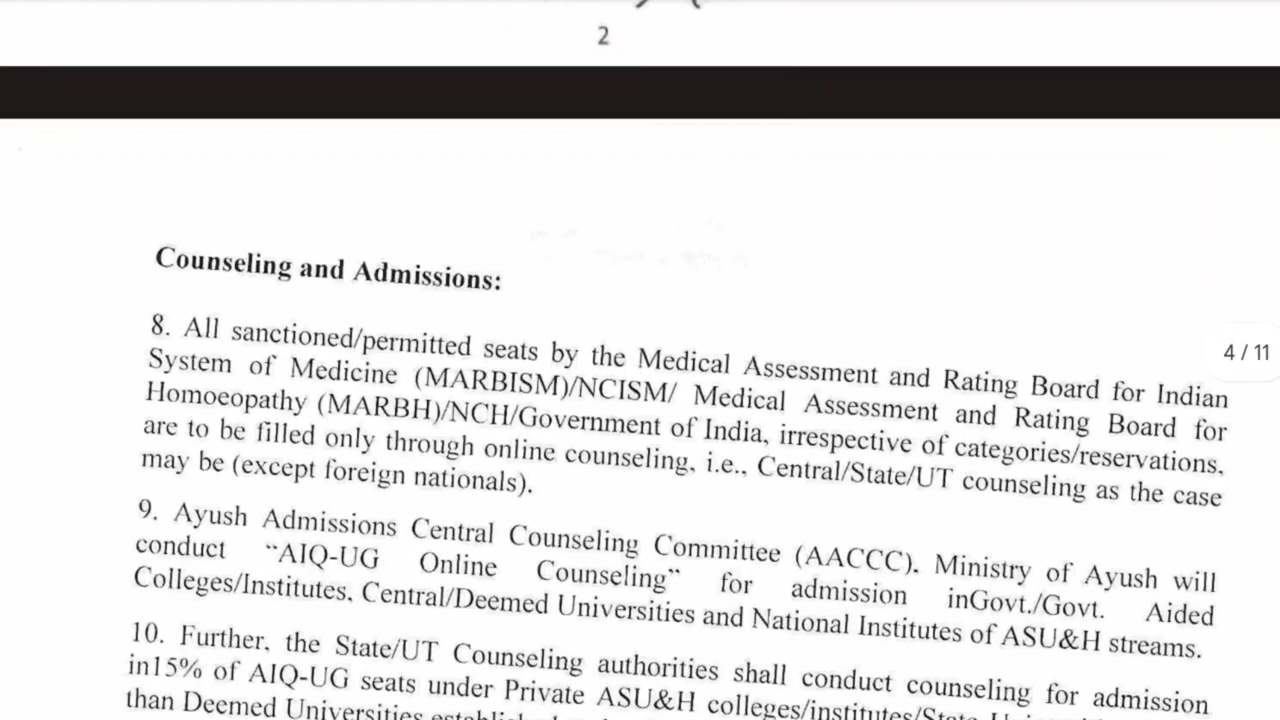 2
Counseling and Admissions:
4 / 11
8. All sanctioned/permitted seats by the Medical Assessment and Rating Board for Indian
System of Medicine (MARBISM)/NCISM/ Medical Assessment and Rating Board for
Homoeopathy (MARBH)/NCH/Government of India, irrespective of categories/reservations,
are to be filled only through online counseling, i.e., Central/State/UT counseling as the case
may be (except foreign nationals).
9. Ayush Admissions Central Counseling Committee (AACCC), Ministry of Ayush will
conduct "AIQ-UG Online Counseling" for admission inGovt./Govt. Aided
Colleges/Institutes, Central/Deemed Universities and National Institutes of ASU&H streams.
10. Further, the State/UT Counseling authorities shall conduct counseling for admission
in15% of AIQ-UG seats under Private ASU&H colleges/institutes/State
than Deemed Universities